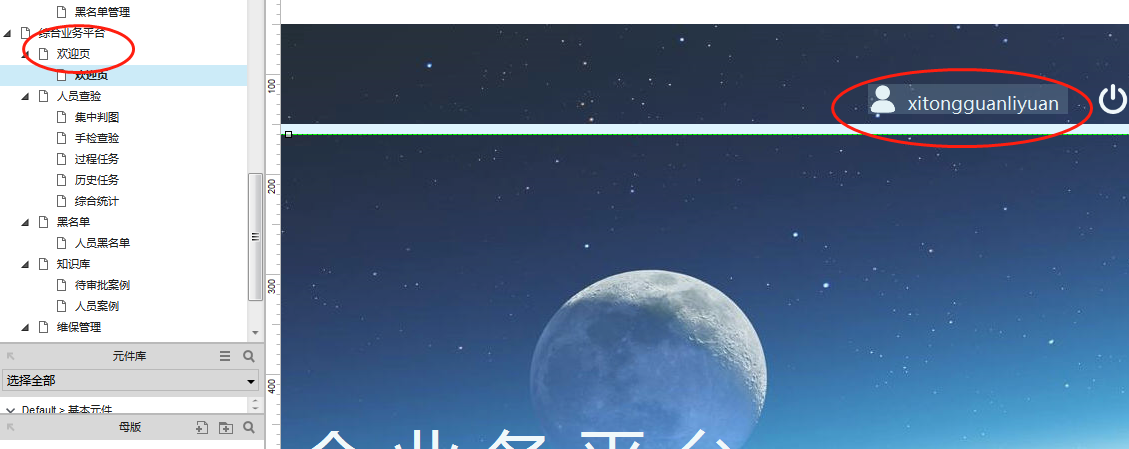 黑名单管理
综合业务平台
欢迎页
欢迎页
人员查验
集中判图
手检查验
过程任务
历史任务
综合统计
黑名单
人员黑名单
知识库
待审批案例
人员案例
维保管理
元件库
选择全部
Default > 基本元件
母版
100
200
300
400
xitongguanliyuan
合业务平台